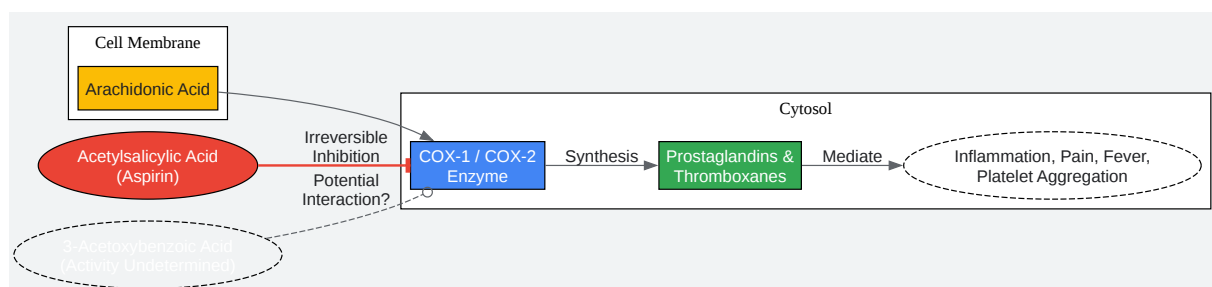 Cell Membrane
Arachidonic Acid
Cytosol
Acetylsalicylic Acid
(Aspirin)
Irreversible
Inhibition
COX-1 / COX-2
Enzyme
Synthesis
Prostaglandins &
Thromboxanes
Mediate
Inflammation, Pain, Fever,
Platelet Aggregation
Potential
Interaction?
3-Acetoxybenzoic Acid
(Activity Undetermined)